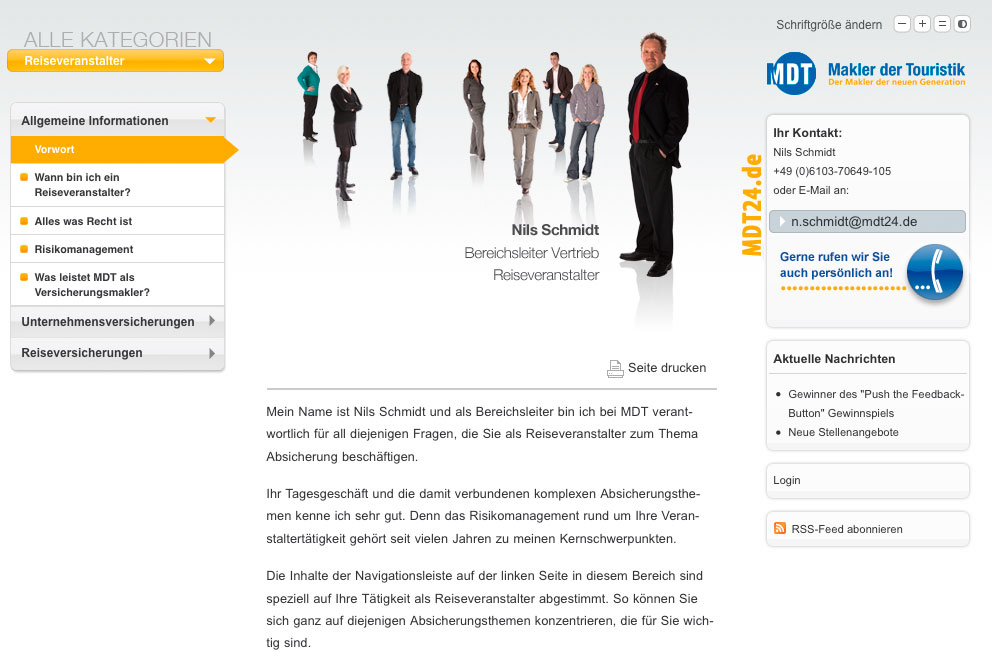 Schriftgröße ändern
ALLE KATEGORIEN
Reiseveranstalter
Allgemeine Informationen
Vorwort
Wann bin ich ein
Reiseveranstalter?
Alles was Recht ist
Risikomanagement
Was leistet MDT als
Versicherungsmakler?
Unternehmensversicherungen
Reiseversicherungen
Nils Schmidt
Bereichsleiter Vertrieb
Reiseveranstalter
Seite drucken
Mein Name ist Nils Schmidt und als Bereichsleiter bin ich bei MDT verant-
wortlich für all diejenigen Fragen, die Sie als Reiseveranstalter zum Thema
Absicherung beschäftigen.
Ihr Tagesgeschäft und die damit verbundenen komplexen Absicherungsthe-
men kenne ich sehr gut. Denn das Risikomanagement rund um Ihre Veran-
staltertätigkeit gehört seit vielen Jahren zu meinen Kernschwerpunkten.
Die Inhalte der Navigationsleiste auf der linken Seite in diesem Bereich sind
speziell auf Ihre Tätigkeit als Reiseveranstalter abgestimmt. So können Sie
sich ganz auf diejenigen Absicherungsthemen konzentrieren, die für Sie wich-
tig sind.
MDT
Makler der Touristik
Der Makler der neuen Generation
MDT24.de
Ihr Kontakt:
Nils Schmidt
+49 (0)6103-70649-105
oder E-Mail an:
n.schmidt@mdt24.de
Gerne rufen wir Sie
auch persönlich an!
Aktuelle Nachrichten
Gewinner des "Push the Feedback-
Button" Gewinnspiels
Neue Stellenangebote
Login
RSS-Feed abonnieren